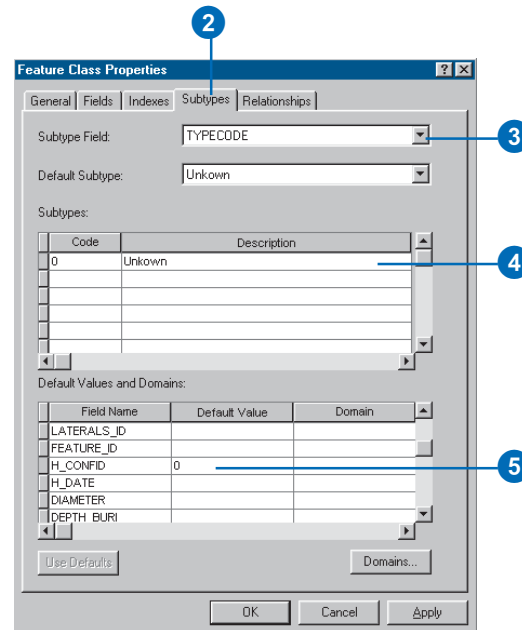 2
Feature Class Properties
General Fields Indexes Subtypes Relationships
Subtype Field: TYPECODE 3
Default Subtype: Unkown
Subtypes:
Code Description
0 Unkown 4
Default Values and Domains:
Field Name Default Value Domain
LATERALS_ID
FEATURE_ID
H_CONFID 0 5
H_DATE
DIAMETER
DEPTH_BURI
Use Defaults Domains...
OK Cancel Apply